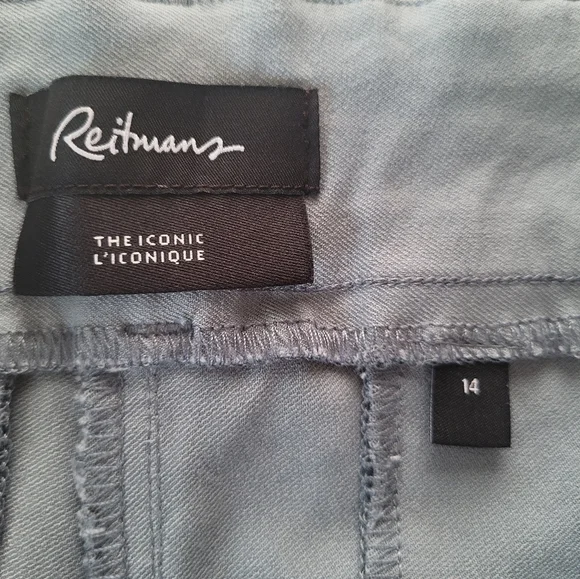 Reitmans
THE ICONIC
L'ICONIQUE
14